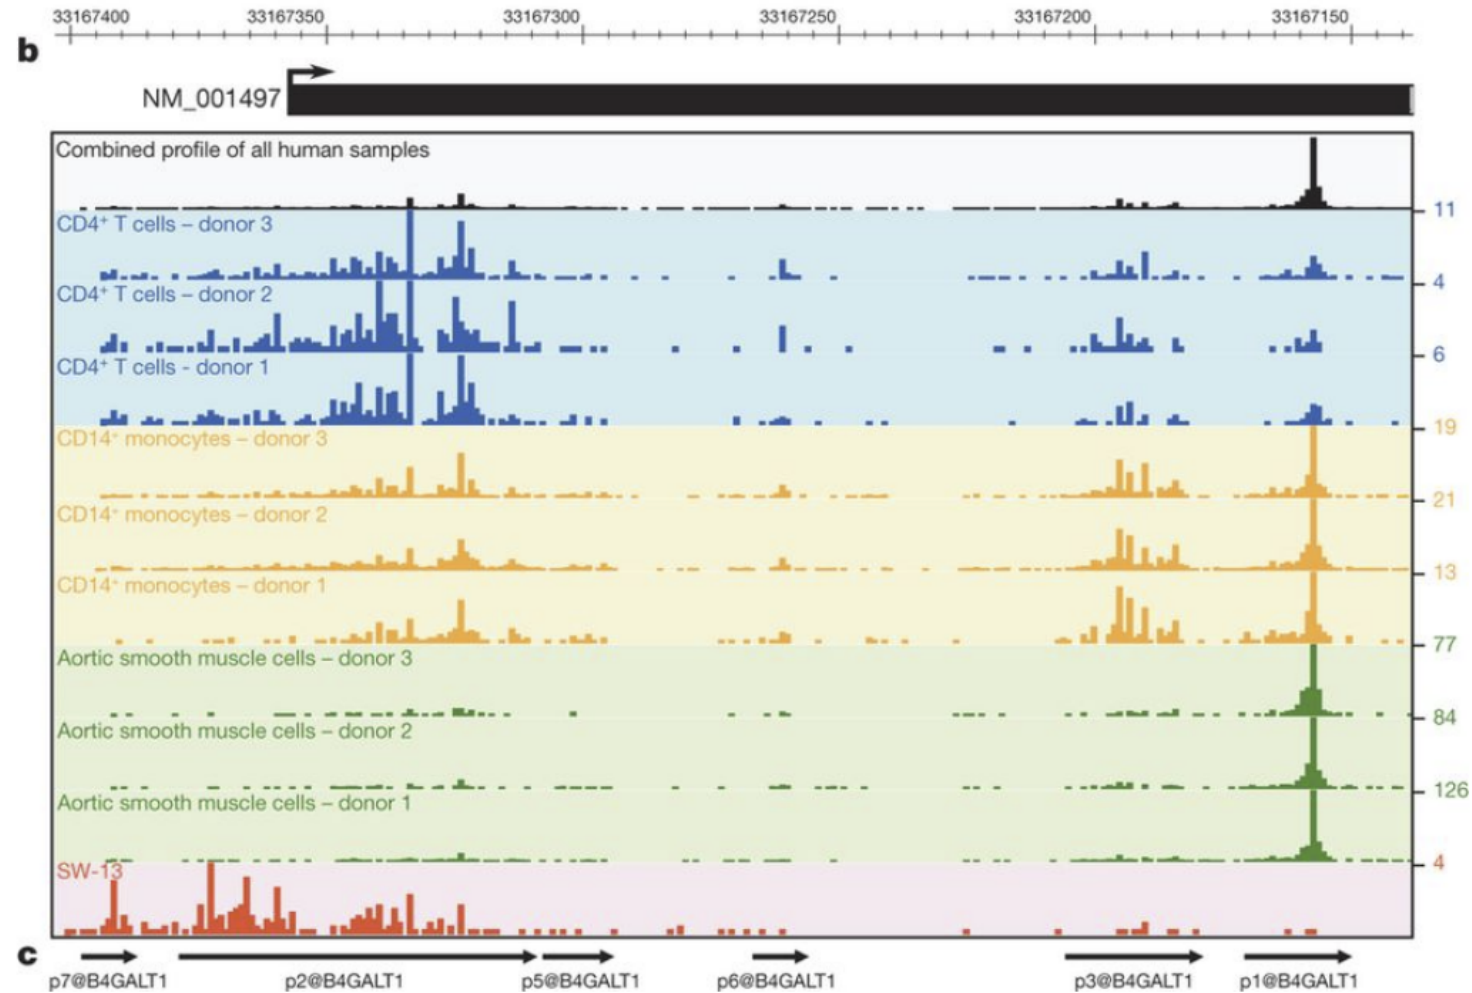 33167400 33167350 33167300 33167250 33167200 33167150
b
NM_001497
Combined profile of all human samples
11
CD4⁺ T cells – donor 3
4
CD4⁺ T cells – donor 2
6
CD4⁺ T cells - donor 1
19
CD14⁺ monocytes – donor 3
21
CD14⁺ monocytes – donor 2
13
CD14⁺ monocytes – donor 1
77
Aortic smooth muscle cells – donor 3
84
Aortic smooth muscle cells – donor 2
126
Aortic smooth muscle cells – donor 1
4
SW-13
c
p7@B4GALT1 p2@B4GALT1 p5@B4GALT1 p6@B4GALT1 p3@B4GALT1 p1@B4GALT1